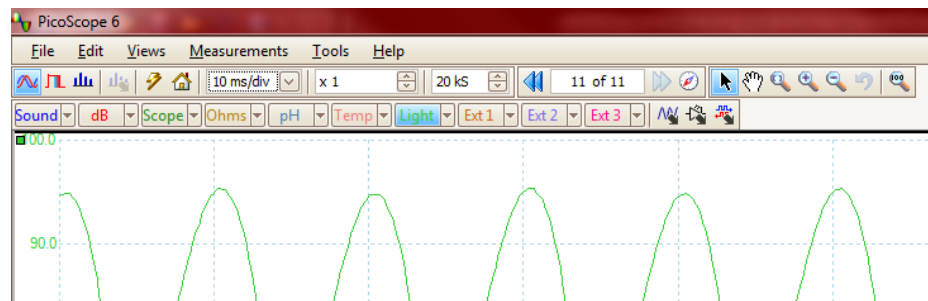 PicoScope 6
File Edit Views Measurements Tools Help
10 ms/div x 1 20 kS 11 of 11 100
Sound dB Scope Ohms pH Temp Light Ext 1 Ext 2 Ext 3
00.0
90.0